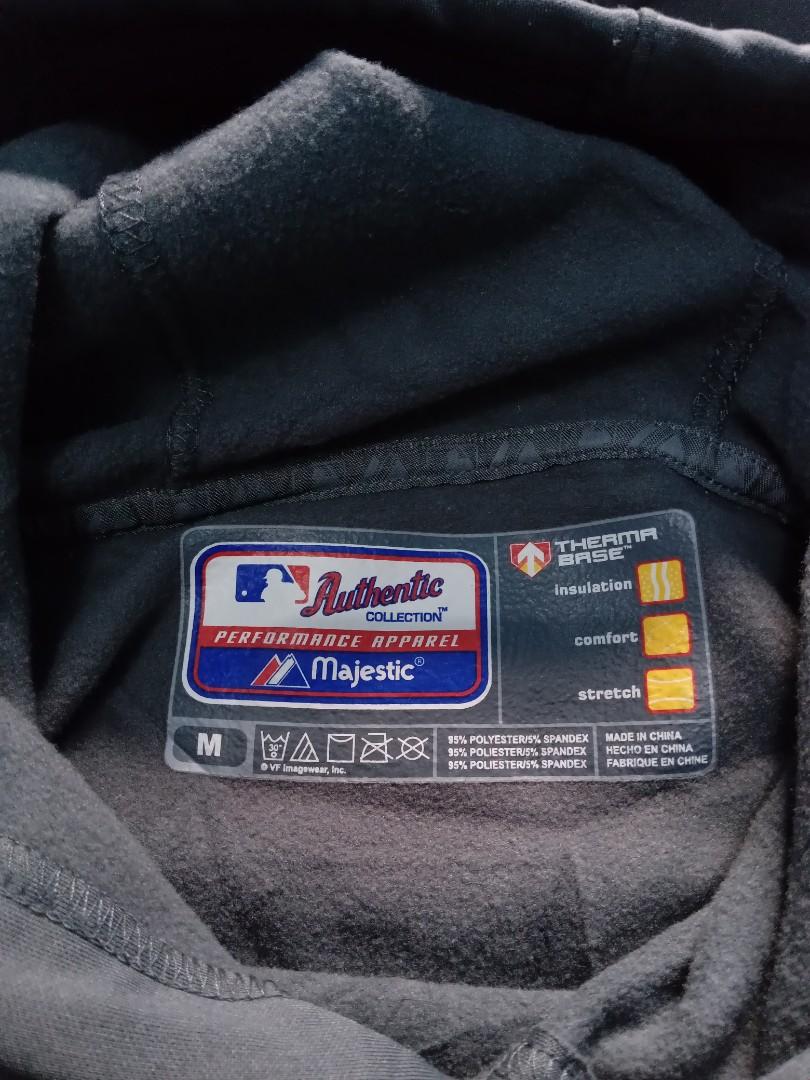 Authentic
COLLECTION™
PERFORMANCE APPAREL
Majestic®
THERMA
BASE™
insulation
comfort
stretch
M
30°
© VF Imagewear, Inc.
95% POLYESTER/5% SPANDEX
95% POLIESTER/5% SPANDEX
95% POLIESTER/5% SPANDEX
MADE IN CHINA
HECHO EN CHINA
FABRIQUE EN CHINE